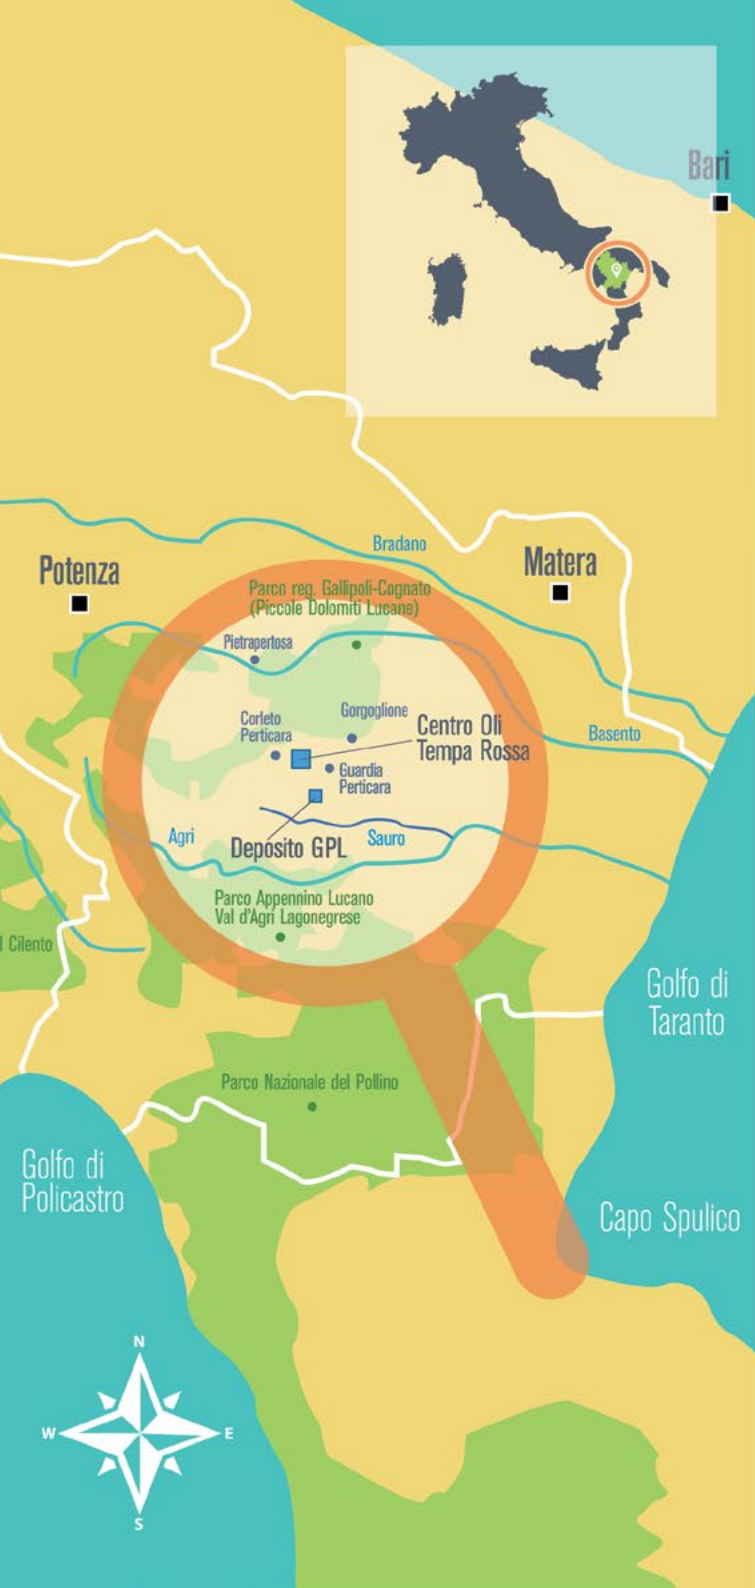 Bari
Bradano
Potenza
Matera
Parco reg. Gallipoli-Cognato
(Piccole Dolomiti Lucane)
Pietrapertosa
Corleto
Perticara
Gorgoglione
Centro Oli
Tempa Rossa
Basento
Guardia
Perticara
Agri
Deposito GPL
Sauro
Parco Appennino Lucano
Val d'Agri Lagonegrese
Cilento
Golfo di
Taranto
Parco Nazionale del Pollino
Golfo di
Policastro
Capo Spulico
N
W
E
S